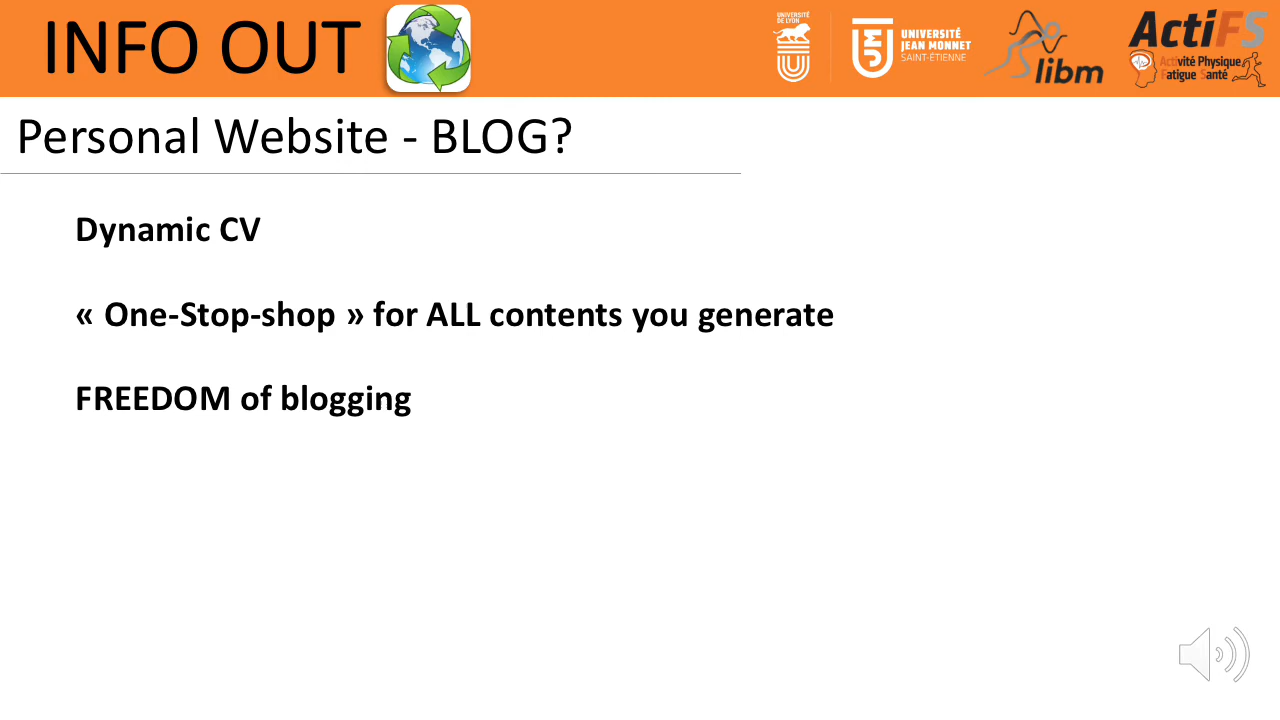 INFO OUT
UNIVERSITÉ
DE LYON
UNIVERSITÉ
JEAN MONNET
SAINT-ÉTIENNE
libm
ActiFS
Activité Physique
Fatigue Santé
Personal Website - BLOG?
Dynamic CV
« One-Stop-shop » for ALL contents you generate
FREEDOM of blogging